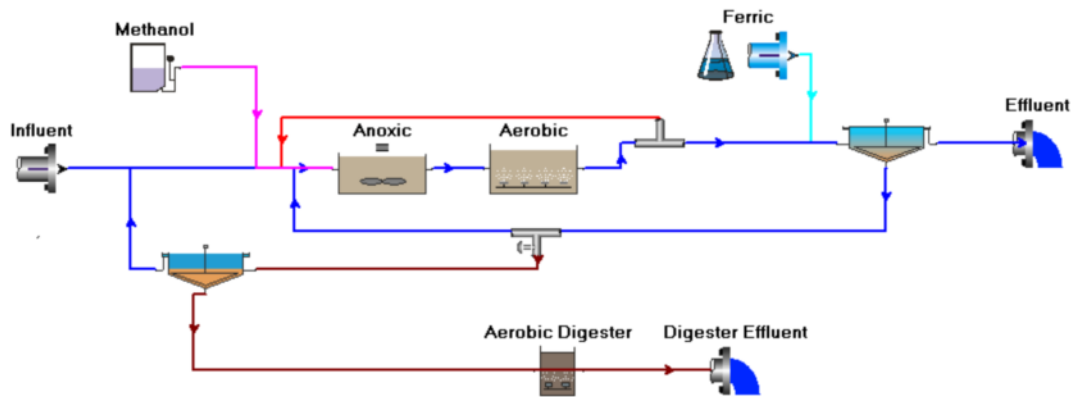 Methanol
Ferric
Influent
Anoxic
Aerobic
Effluent
Aerobic Digester
Digester Effluent